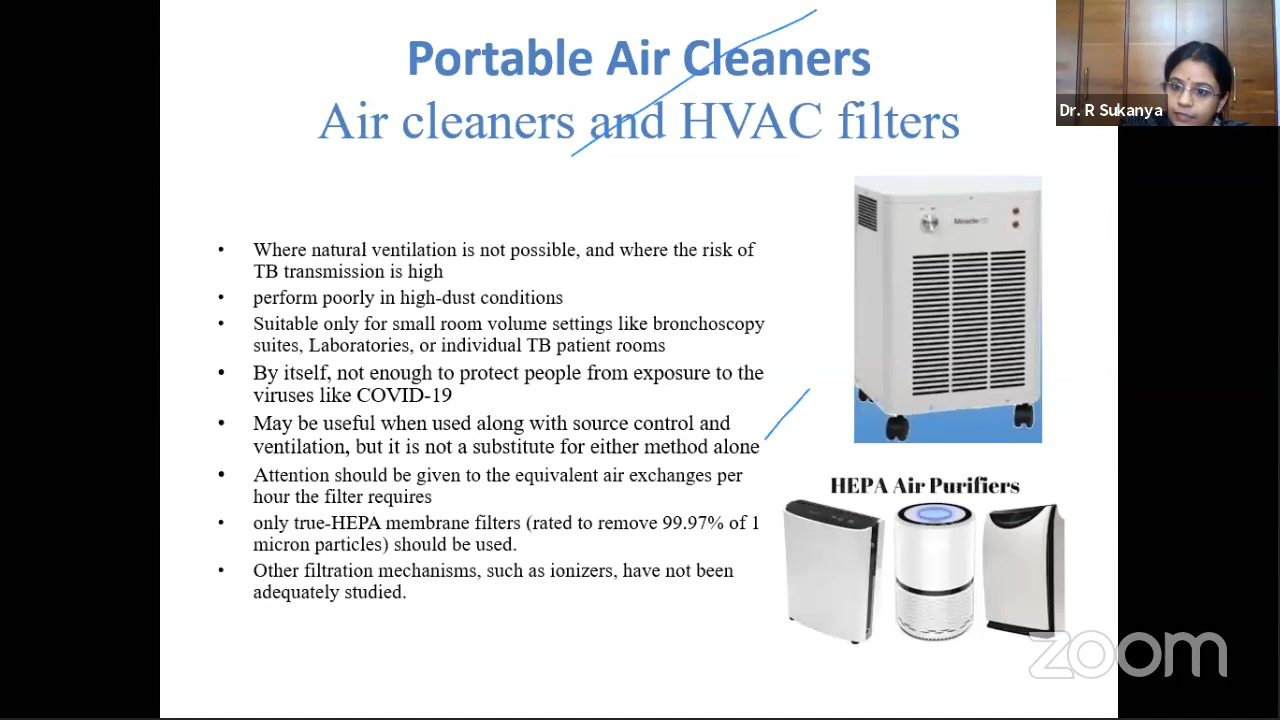 Portable Air Cleaners
Air cleaners and HVAC filters
Dr. R Sukanya
• Where natural ventilation is not possible, and where the risk of
TB transmission is high
• perform poorly in high-dust conditions
• Suitable only for small room volume settings like bronchoscopy
suites, Laboratories, or individual TB patient rooms
• By itself, not enough to protect people from exposure to the
viruses like COVID-19
• May be useful when used along with source control and
ventilation, but it is not a substitute for either method alone
• Attention should be given to the equivalent air exchanges per
hour the filter requires
• only true-HEPA membrane filters (rated to remove 99.97% of 1
micron particles) should be used.
• Other filtration mechanisms, such as ionizers, have not been
adequately studied.
HEPA Air Purifiers
zoom